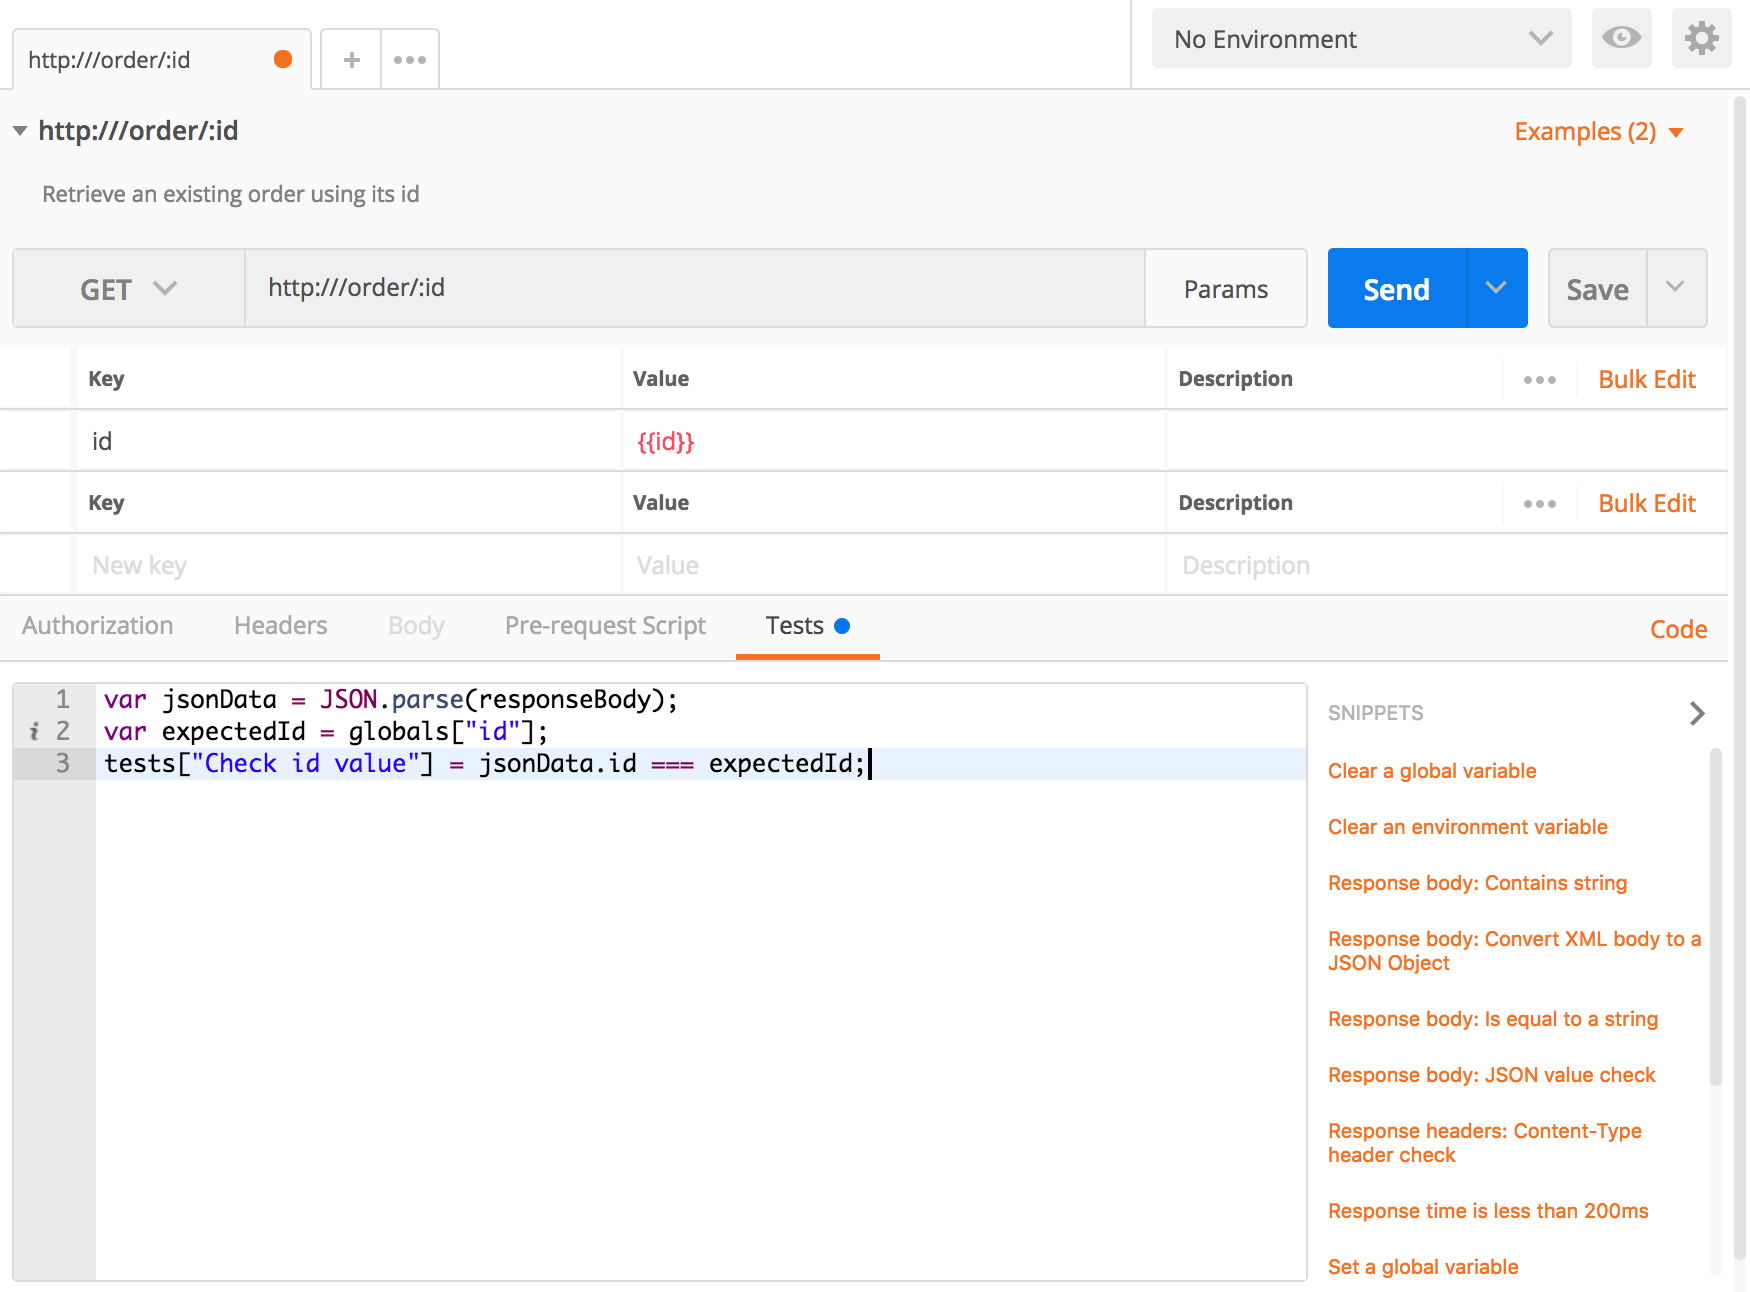 http:///order/:id
No Environment
http:///order/:id
Examples (2)
Retrieve an existing order using its id
GET
http:///order/:id
Params
Send
Save
Key Value Description Bulk Edit
id {{id}}
Key Value Description Bulk Edit
New key Value Description
Authorization Headers Body Pre-request Script Tests Code
1 var jsonData = JSON.parse(responseBody);
i 2 var expectedId = globals["id"];
3 tests["Check id value"] = jsonData.id === expectedId;
SNIPPETS
Clear a global variable
Clear an environment variable
Response body: Contains string
Response body: Convert XML body to a
JSON Object
Response body: Is equal to a string
Response body: JSON value check
Response headers: Content-Type
header check
Response time is less than 200ms
Set a global variable